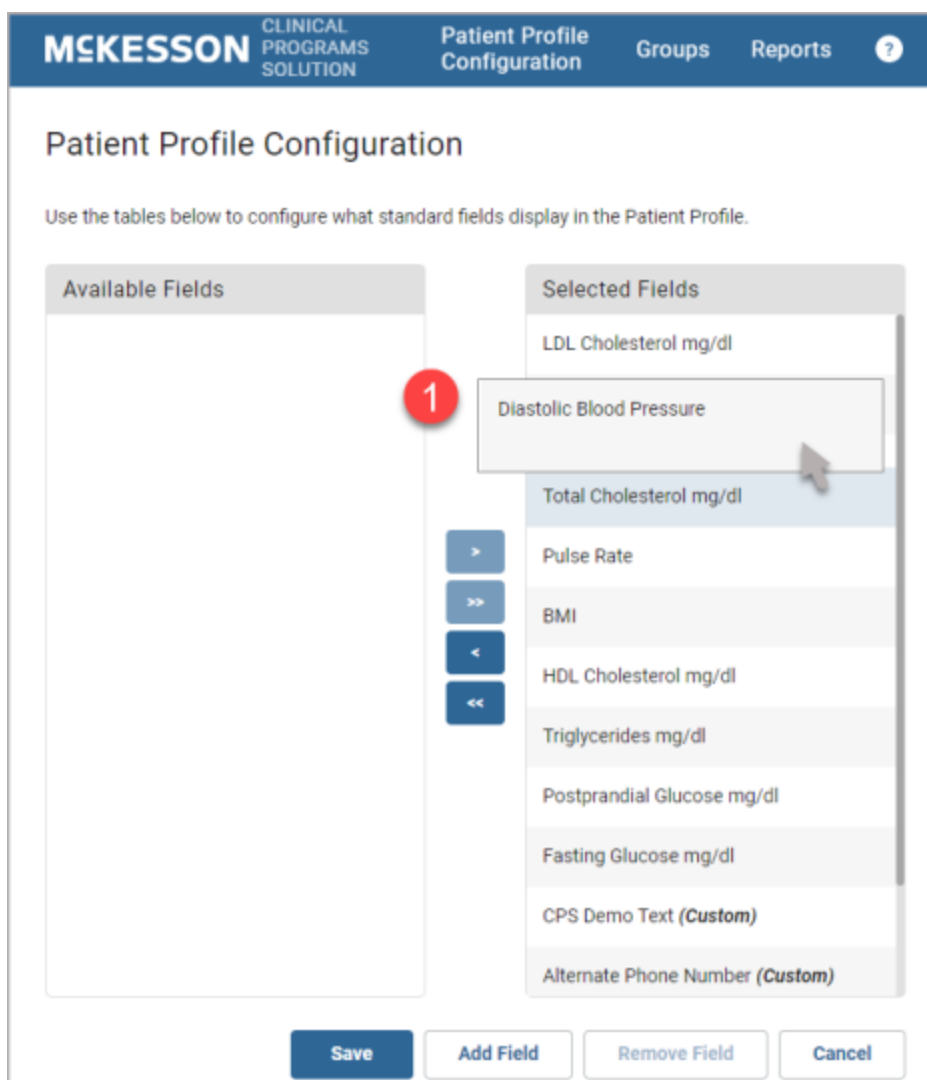 MCKESSON CLINICAL PROGRAMS SOLUTION
Patient Profile Configuration
Groups
Reports
?
Patient Profile Configuration
Use the tables below to configure what standard fields display in the Patient Profile.
Available Fields
Selected Fields
LDL Cholesterol mg/dl
1
Diastolic Blood Pressure
Total Cholesterol mg/dl
>
Pulse Rate
>>
BMI
<
HDL Cholesterol mg/dl
<<
Triglycerides mg/dl
Postprandial Glucose mg/dl
Fasting Glucose mg/dl
CPS Demo Text (Custom)
Alternate Phone Number (Custom)
Save
Add Field
Remove Field
Cancel